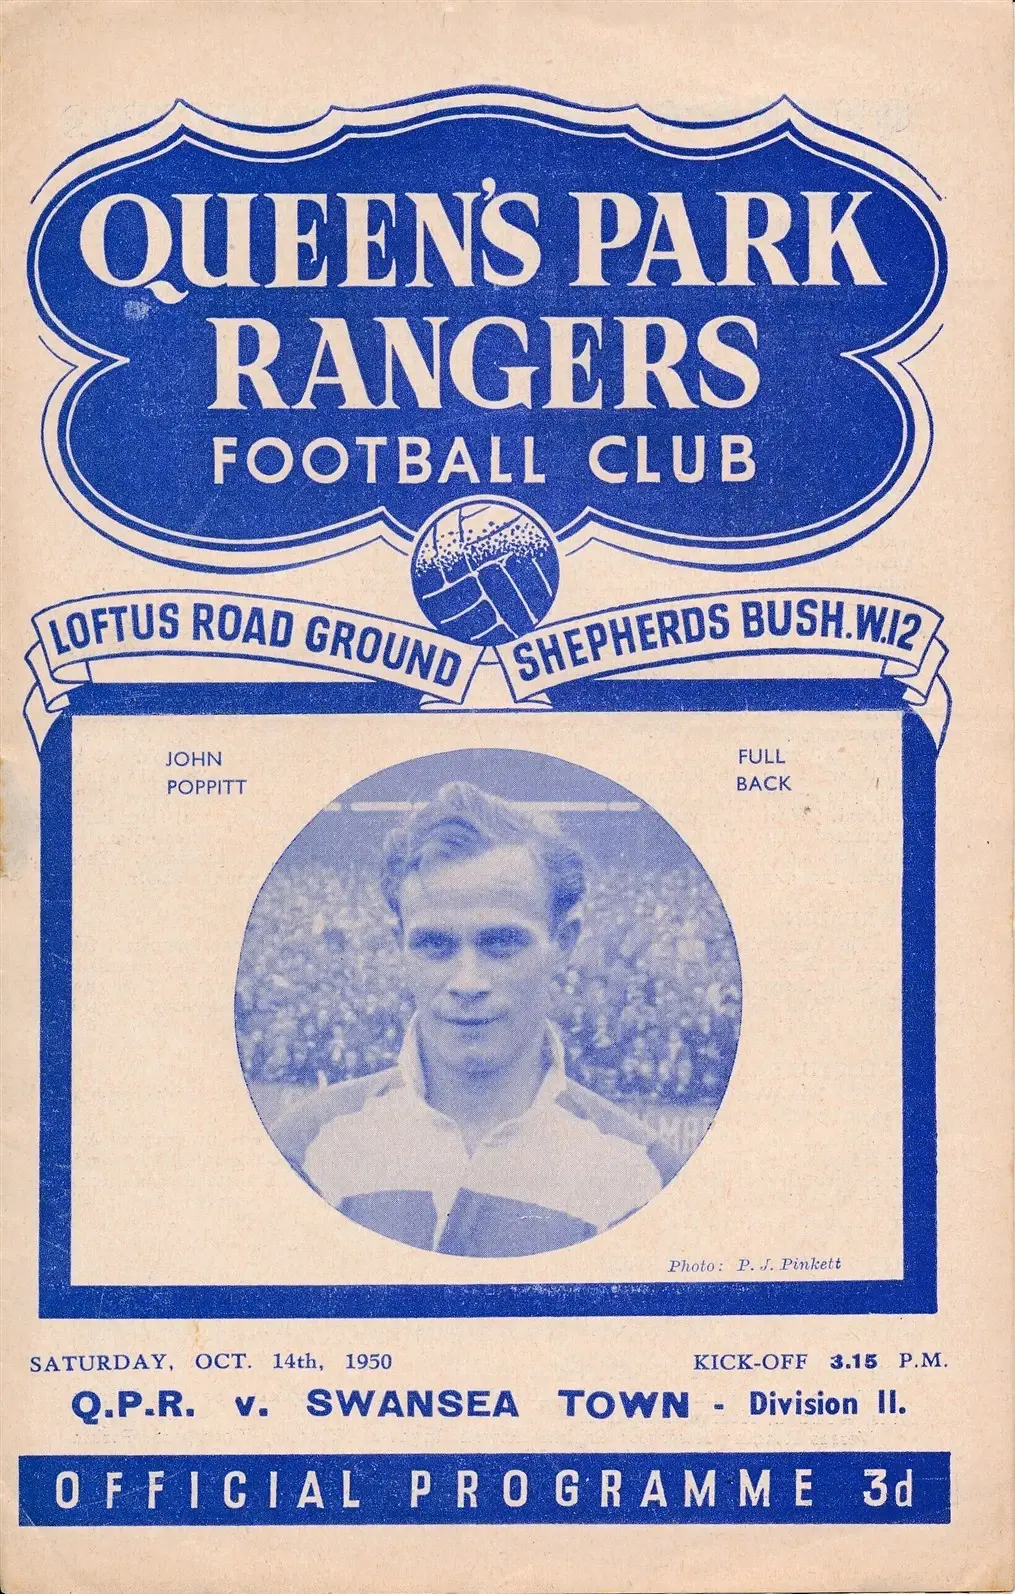 QUEEN'S PARK
RANGERS
FOOTBALL CLUB
LOFTUS ROAD GROUND
SHEPHERDS BUSH. W.12
JOHN
POPPITT
FULL
BACK
Photo: P. J. Pinkett
SATURDAY, OCT. 14th, 1950
KICK-OFF 3.15 P.M.
Q.P.R. v. SWANSEA TOWN - Division II.
OFFICIAL PROGRAMME 3d